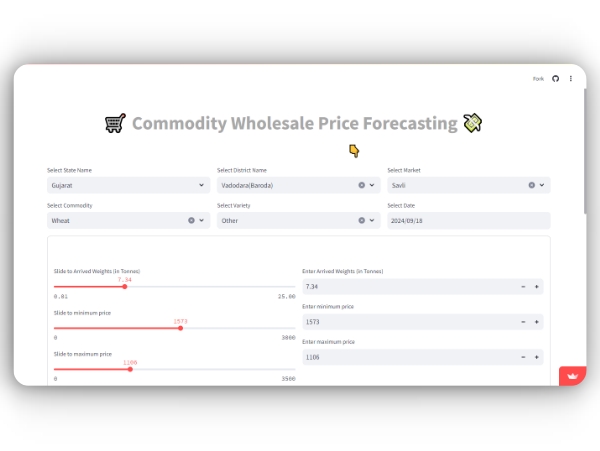 Fork
Commodity Wholesale Price Forecasting
Select State Name
Select District Name
Select Market
Gujarat
Vadodara(Baroda)
Savli
Select Commodity
Select Variety
Select Date
Wheat
Other
2024/09/18
Slide to Arrived Weights (In Tonnes)
Enter Arrived Weights (in Tonnes)
7.34
7.34
0.01
25.00
Slide to minimum price
Enter minimum price
1573
1573
0
3000
Slide to maximum price
Enter maximum price
1106
1106
0
3500